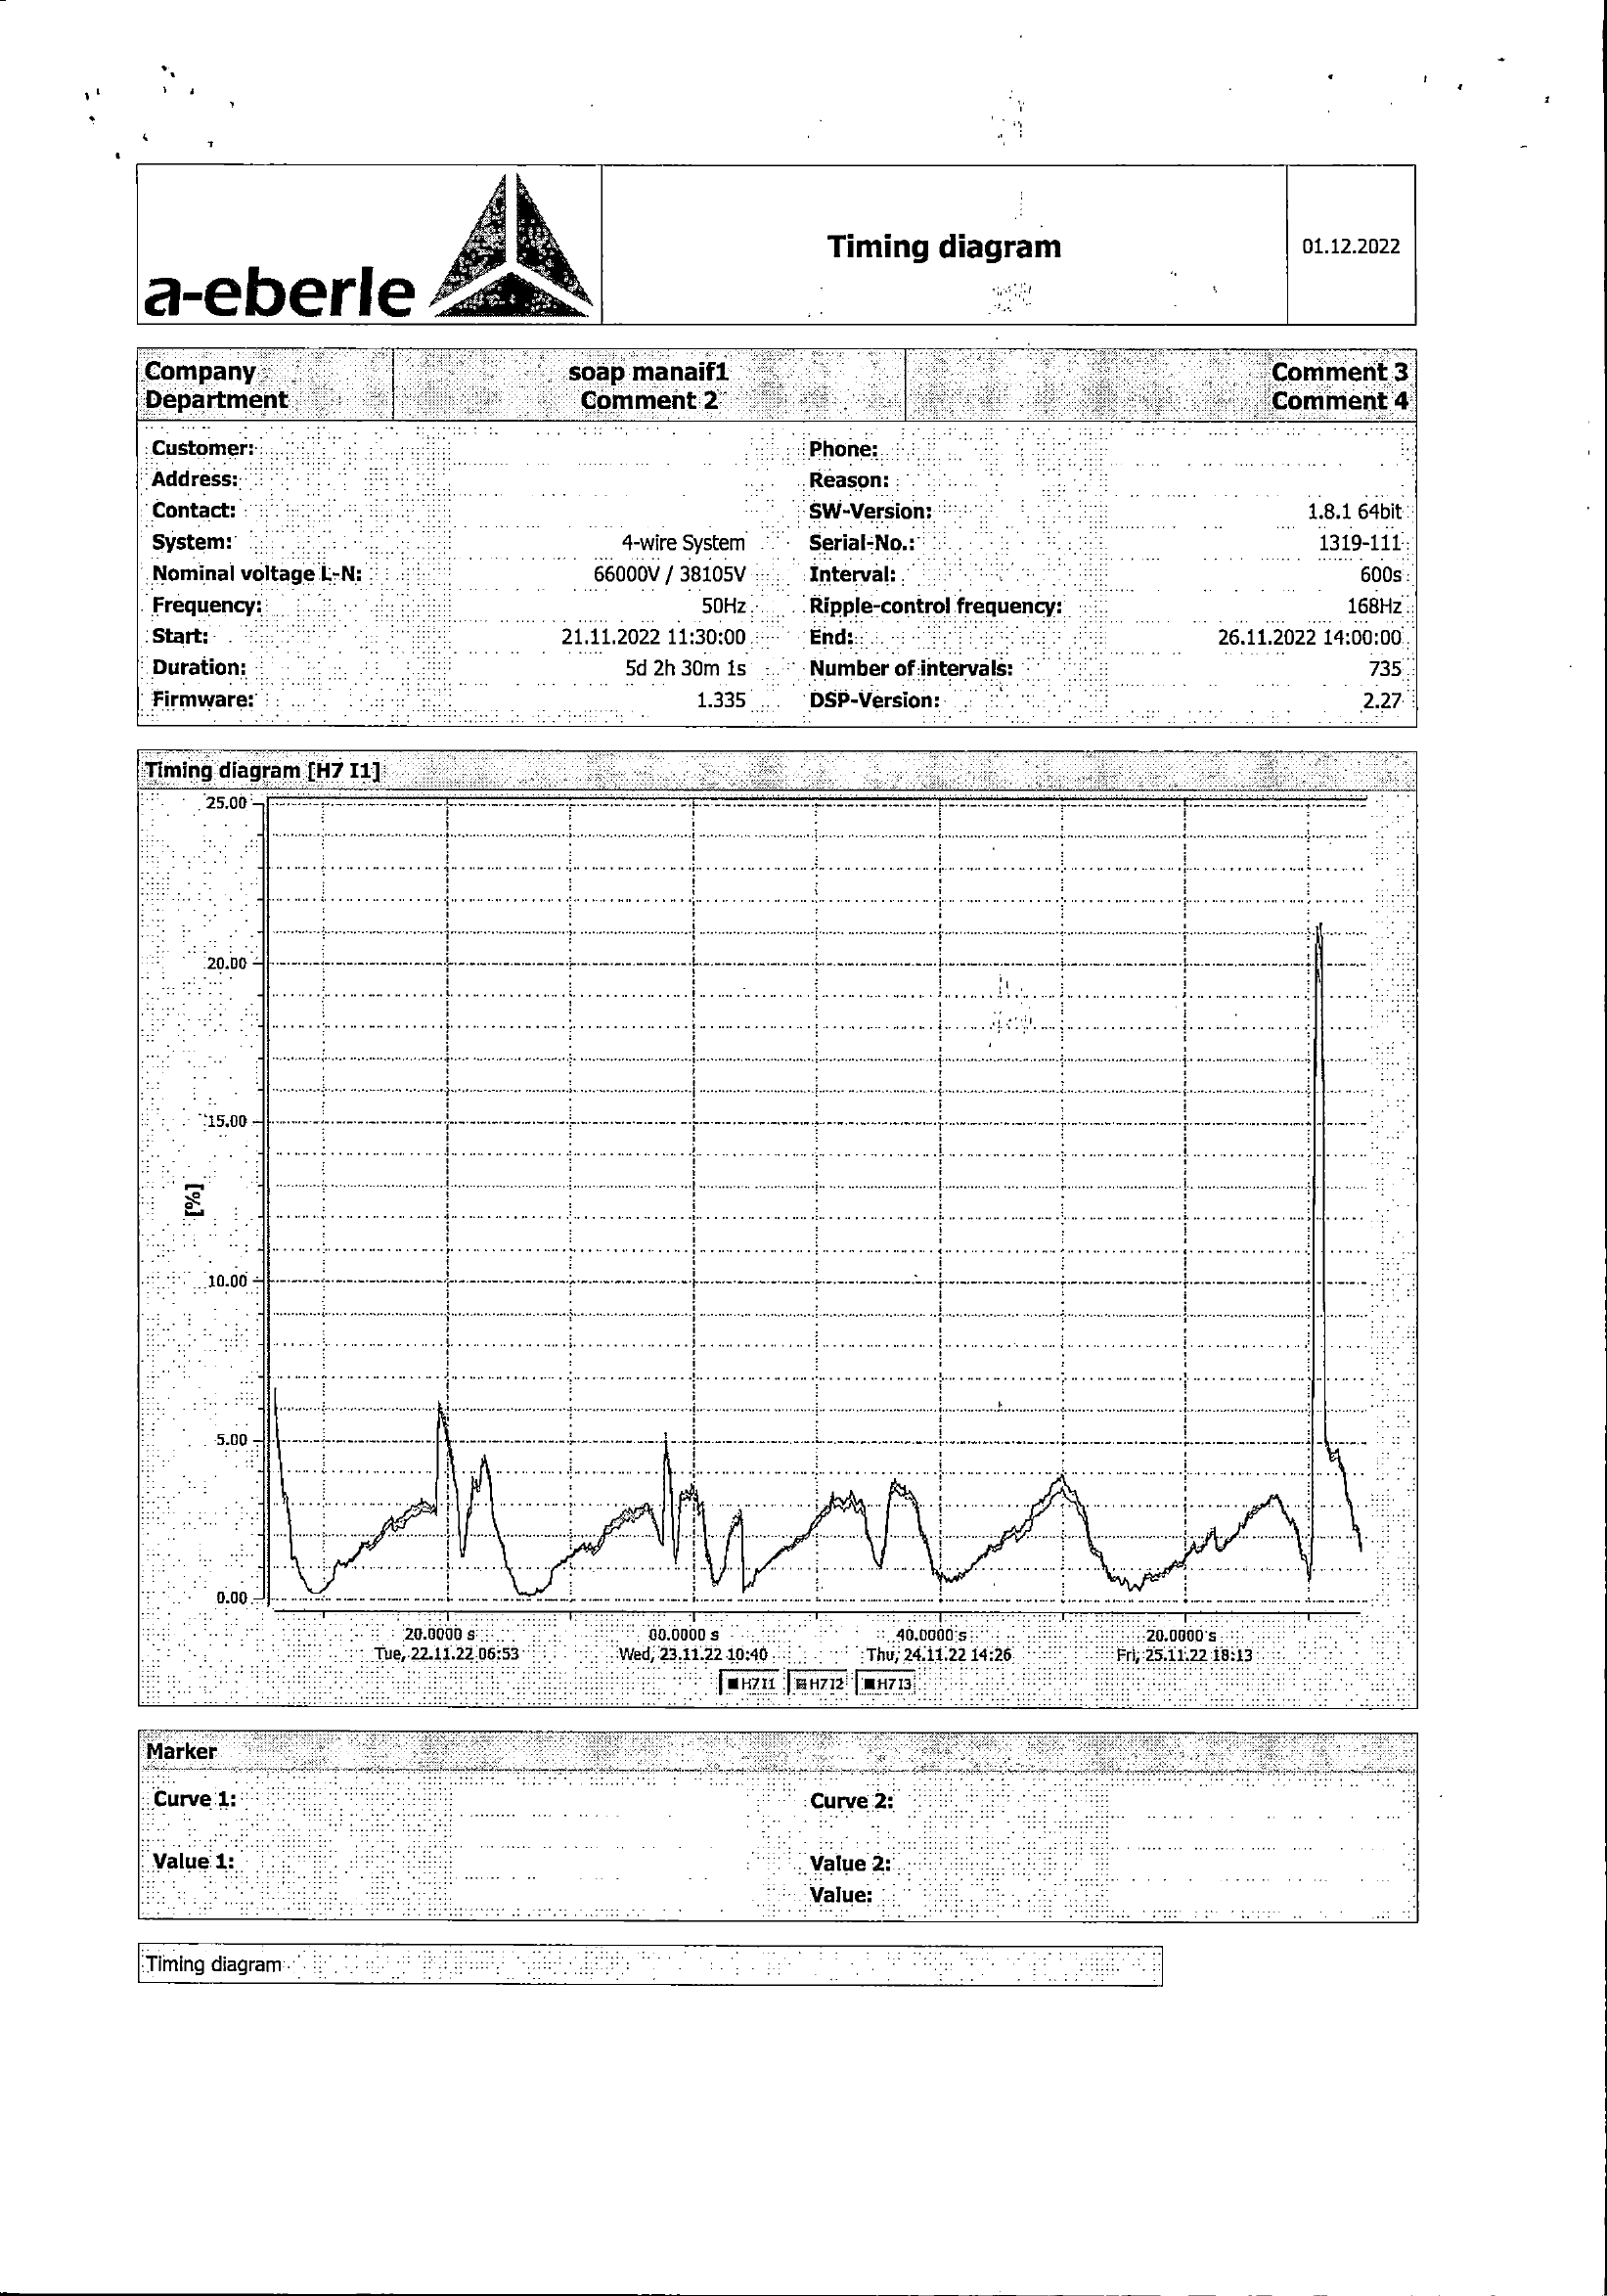 a-eberle
Timing diagram
01.12.2022
Company soap manaif1 Comment 3
Department Comment 2 Comment 4
Customer: Phone:
Address: Reason:
Contact: SW-Version: 1.8.1 64bit
System: 4-wire System Serial-No.: 1319-111
Nominal voltage L-N: 66000V / 38105V Interval: 600s
Frequency: 50Hz Ripple-control frequency: 168Hz
Start: 21.11.2022 11:30:00 End: 26.11.2022 14:00:00
Duration: 5d 2h 30m 1s Number of intervals: 735
Firmware: 1.335 DSP-Version: 2.27
Timing diagram [H7 I1]
25.00
20.00
15.00
[%]
10.00
5.00
0.00
20.0000 s 00.0000 s 40.0000 s 20.0000 s
Tue, 22.11.22 06:53 Wed, 23.11.22 10:40 Thu, 24.11.22 14:26 Fri, 25.11.22 18:13
H7 I1 H7 I2 H7 I3
Marker
Curve 1: Curve 2:
Value 1: Value 2:
Value:
Timing diagram